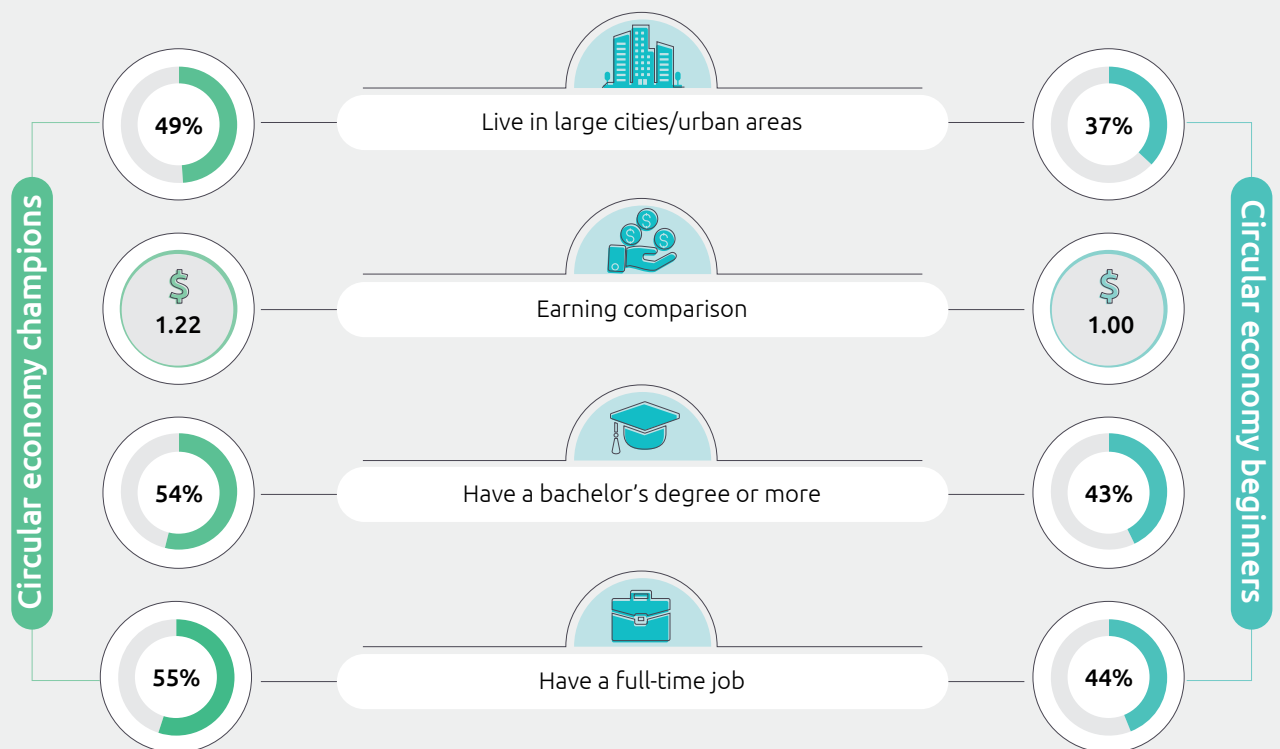 Circular economy champions
49%
Live in large cities/urban areas
37%
$
1.22
Earning comparison
$
1.00
54%
Have a bachelor’s degree or more
43%
55%
Have a full-time job
44%
Circular economy beginners